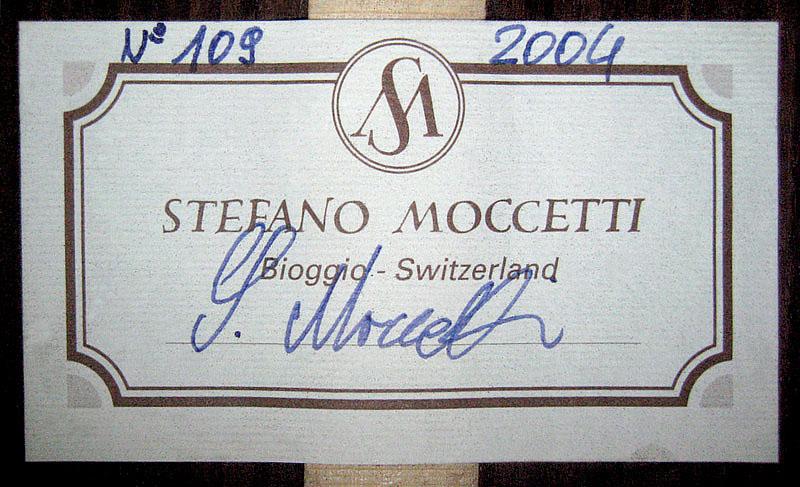 N° 109 2004
SM
STEFANO MOCCETTI
Bioggio - Switzerland
S. Moccetti